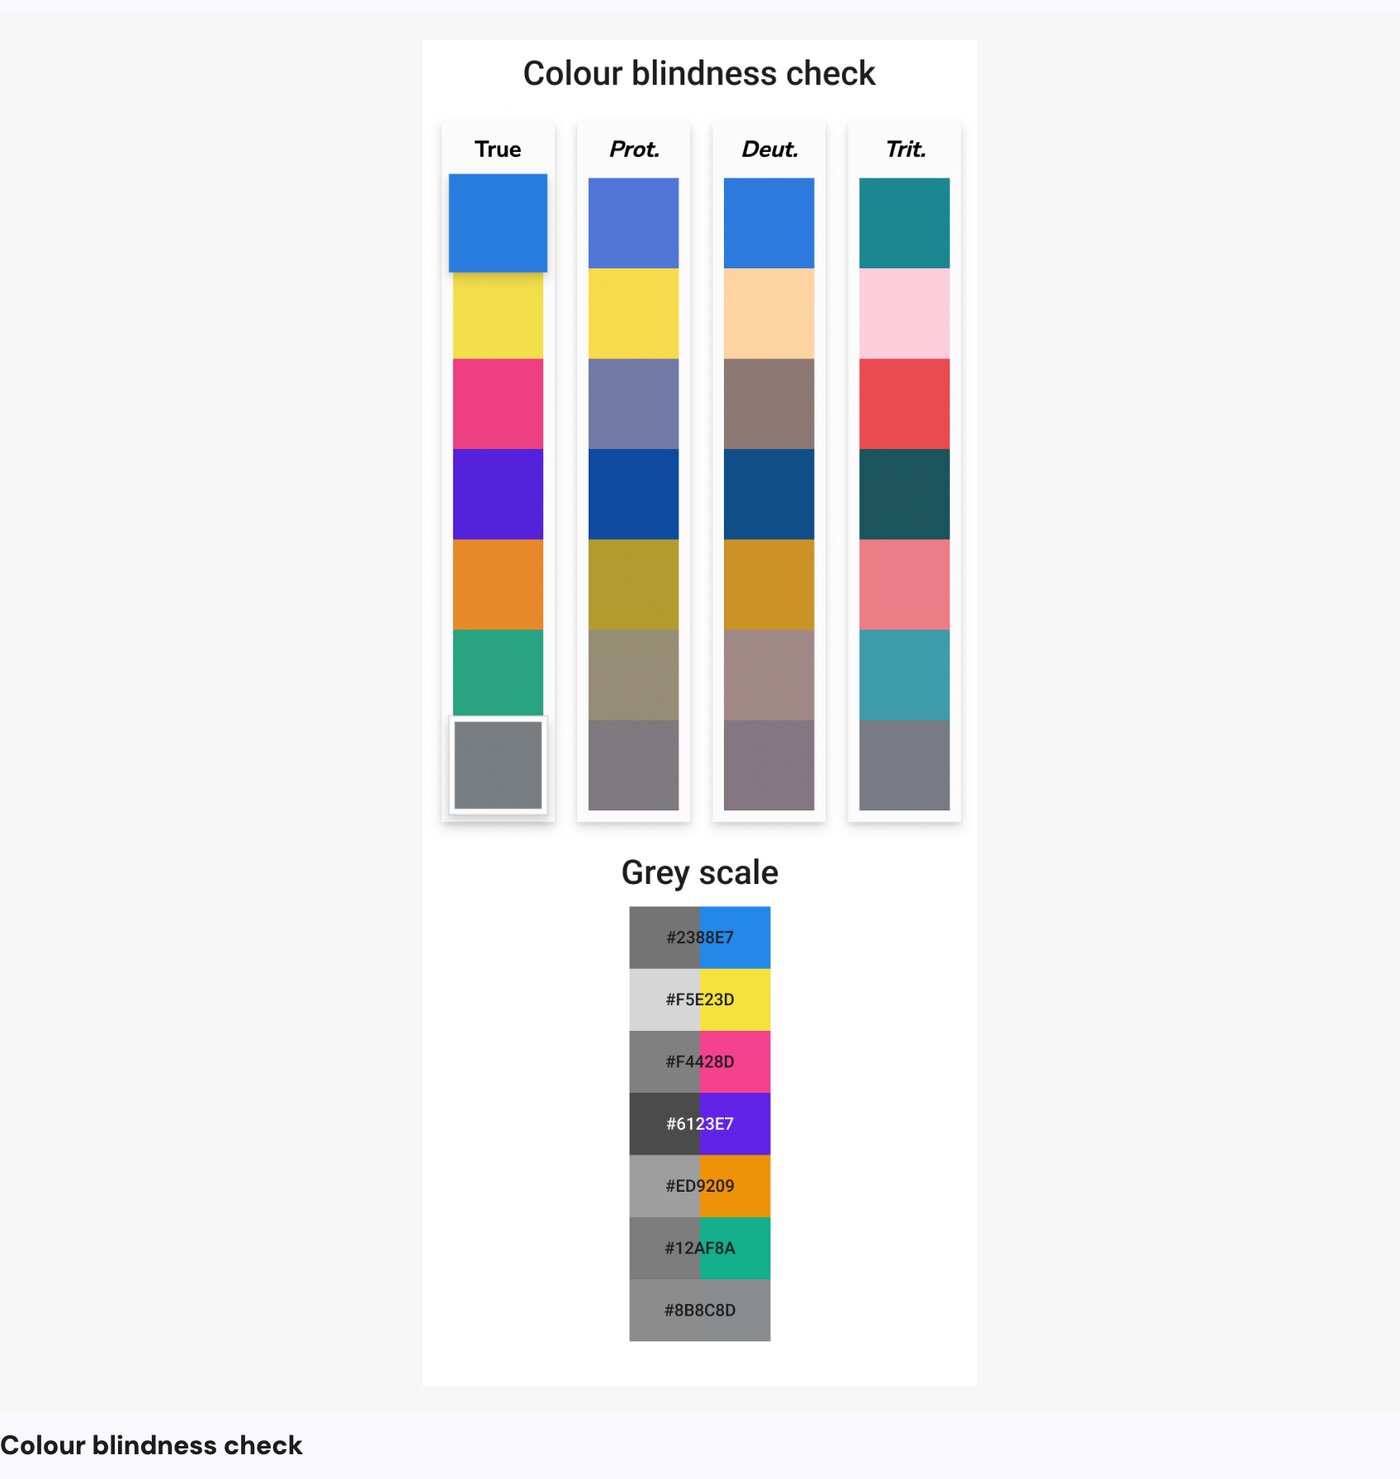 Colour blindness check
True Prot. Deut. Trit.
Grey scale
#2388E7
#F5E23D
#F4428D
#6123E7
#ED9209
#12AF8A
#8B8C8D
Colour blindness check